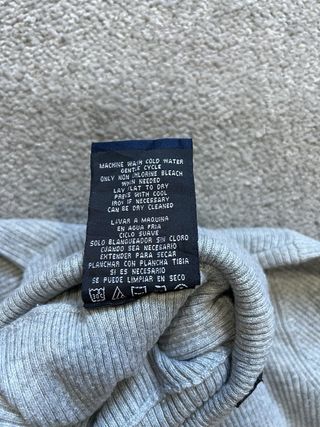 MACHINE WASH COLD WATER
GENTLE CYCLE
ONLY NON CHLORINE BLEACH
WHEN NEEDED
LAY FLAT TO DRY
PRESS WITH COOL
IRON IF NECESSARY
CAN BE DRY CLEANED
LAVAR A MAQUINA
EN AGUA FRIA
CICLO SUAVE
SOLO BLANQUEADOR SIN CLORO
CUANDO SEA NECESARIO
EXTENDER PARA SECAR
PLANCHAR CON PLANCHA TIBIA
SI ES NECESARIO
SE PUEDE LIMPIAR EN SECO